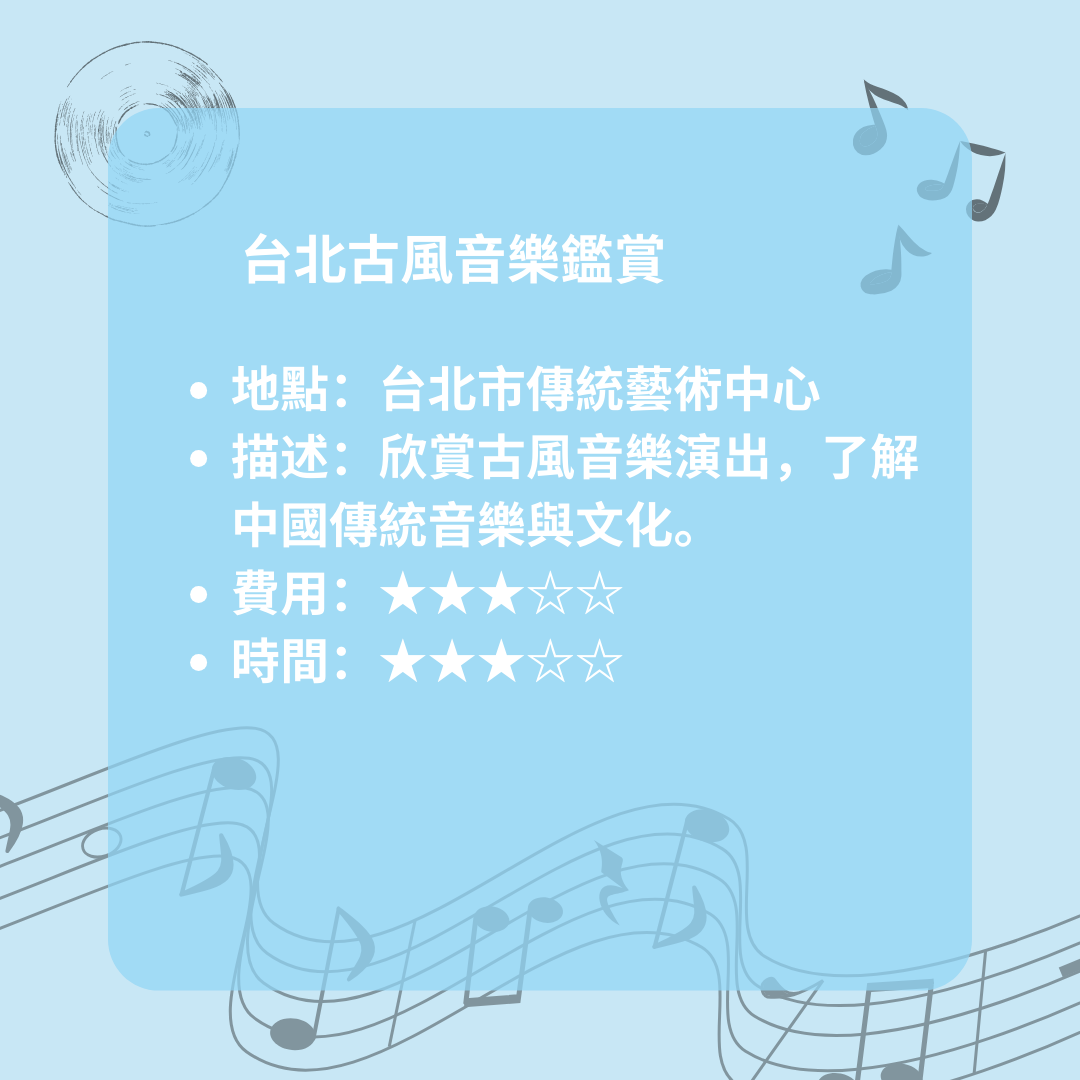 台北古風音樂鑑賞
• 地點：台北市傳統藝術中心
• 描述：欣賞古風音樂演出，了解
中國傳統音樂與文化。
• 費用：★★★☆☆
• 時間：★★★☆☆